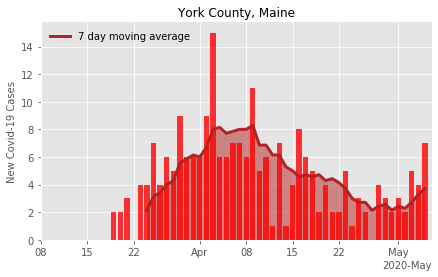 York County, Maine
7 day moving average
New Covid-19 Cases
14
12
10
8
6
4
2
0
08 15 22 Apr 08 15 22 May
2020-May